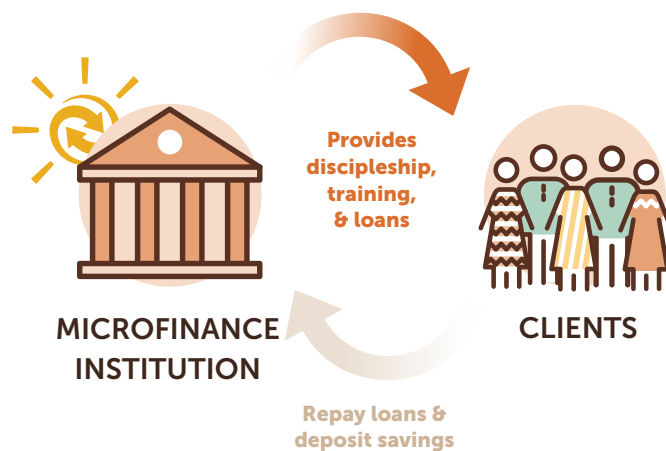 Provides
discipleship,
training,
& loans
MICROFINANCE
INSTITUTION
CLIENTS
Repay loans &
deposit savings